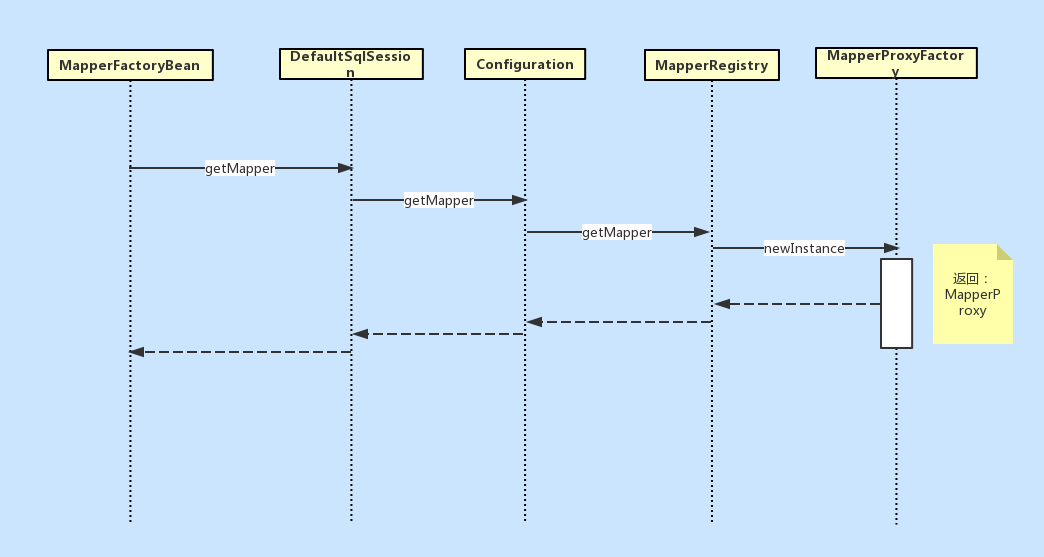 MapperFactoryBean
DefaultSqlSessio
n
Configuration
MapperRegistry
MapperProxyFactor
y
getMapper
getMapper
getMapper
newInstance
返回：
MapperP
roxy